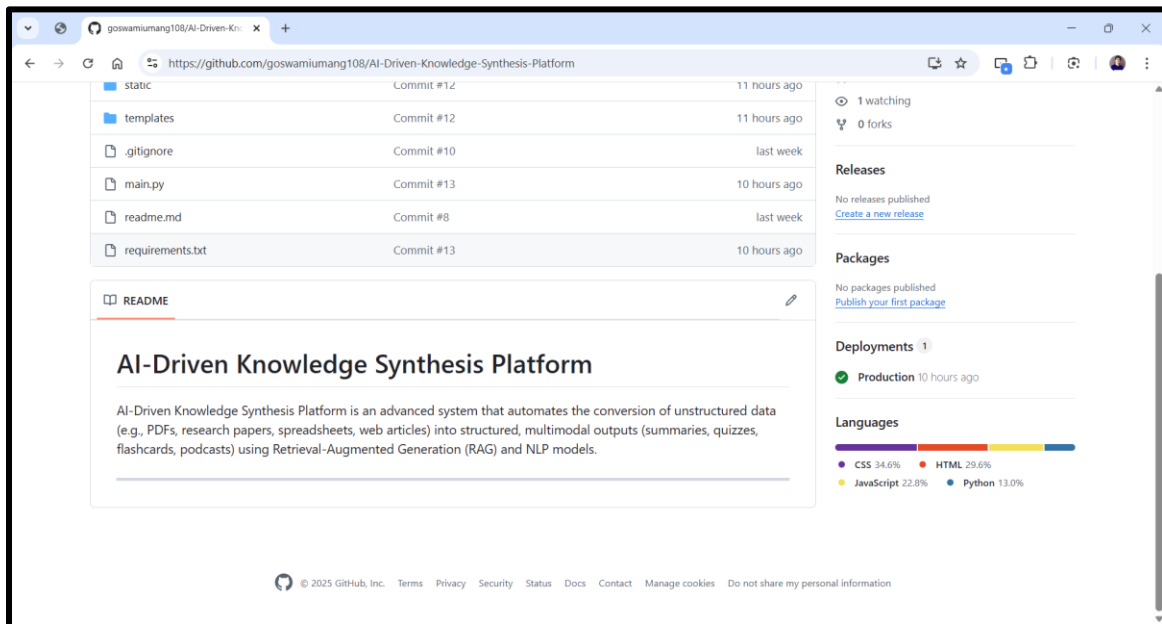 goswamiumang108/AI-Driven-Kno
https://github.com/goswamiumang108/AI-Driven-Knowledge-Synthesis-Platform
static Commit #12 11 hours ago
templates Commit #12 11 hours ago
.gitignore Commit #10 last week
main.py Commit #13 10 hours ago
readme.md Commit #8 last week
requirements.txt Commit #13 10 hours ago
README
AI-Driven Knowledge Synthesis Platform
AI-Driven Knowledge Synthesis Platform is an advanced system that automates the conversion of unstructured data
(e.g., PDFs, research papers, spreadsheets, web articles) into structured, multimodal outputs (summaries, quizzes,
flashcards, podcasts) using Retrieval-Augmented Generation (RAG) and NLP models.
1 watching
0 forks
Releases
No releases published
Create a new release
Packages
No packages published
Publish your first package
Deployments 1
Production 10 hours ago
Languages
CSS 34.6% HTML 29.6%
JavaScript 22.8% Python 13.0%
© 2025 GitHub, Inc. Terms Privacy Security Status Docs Contact Manage cookies Do not share my personal information